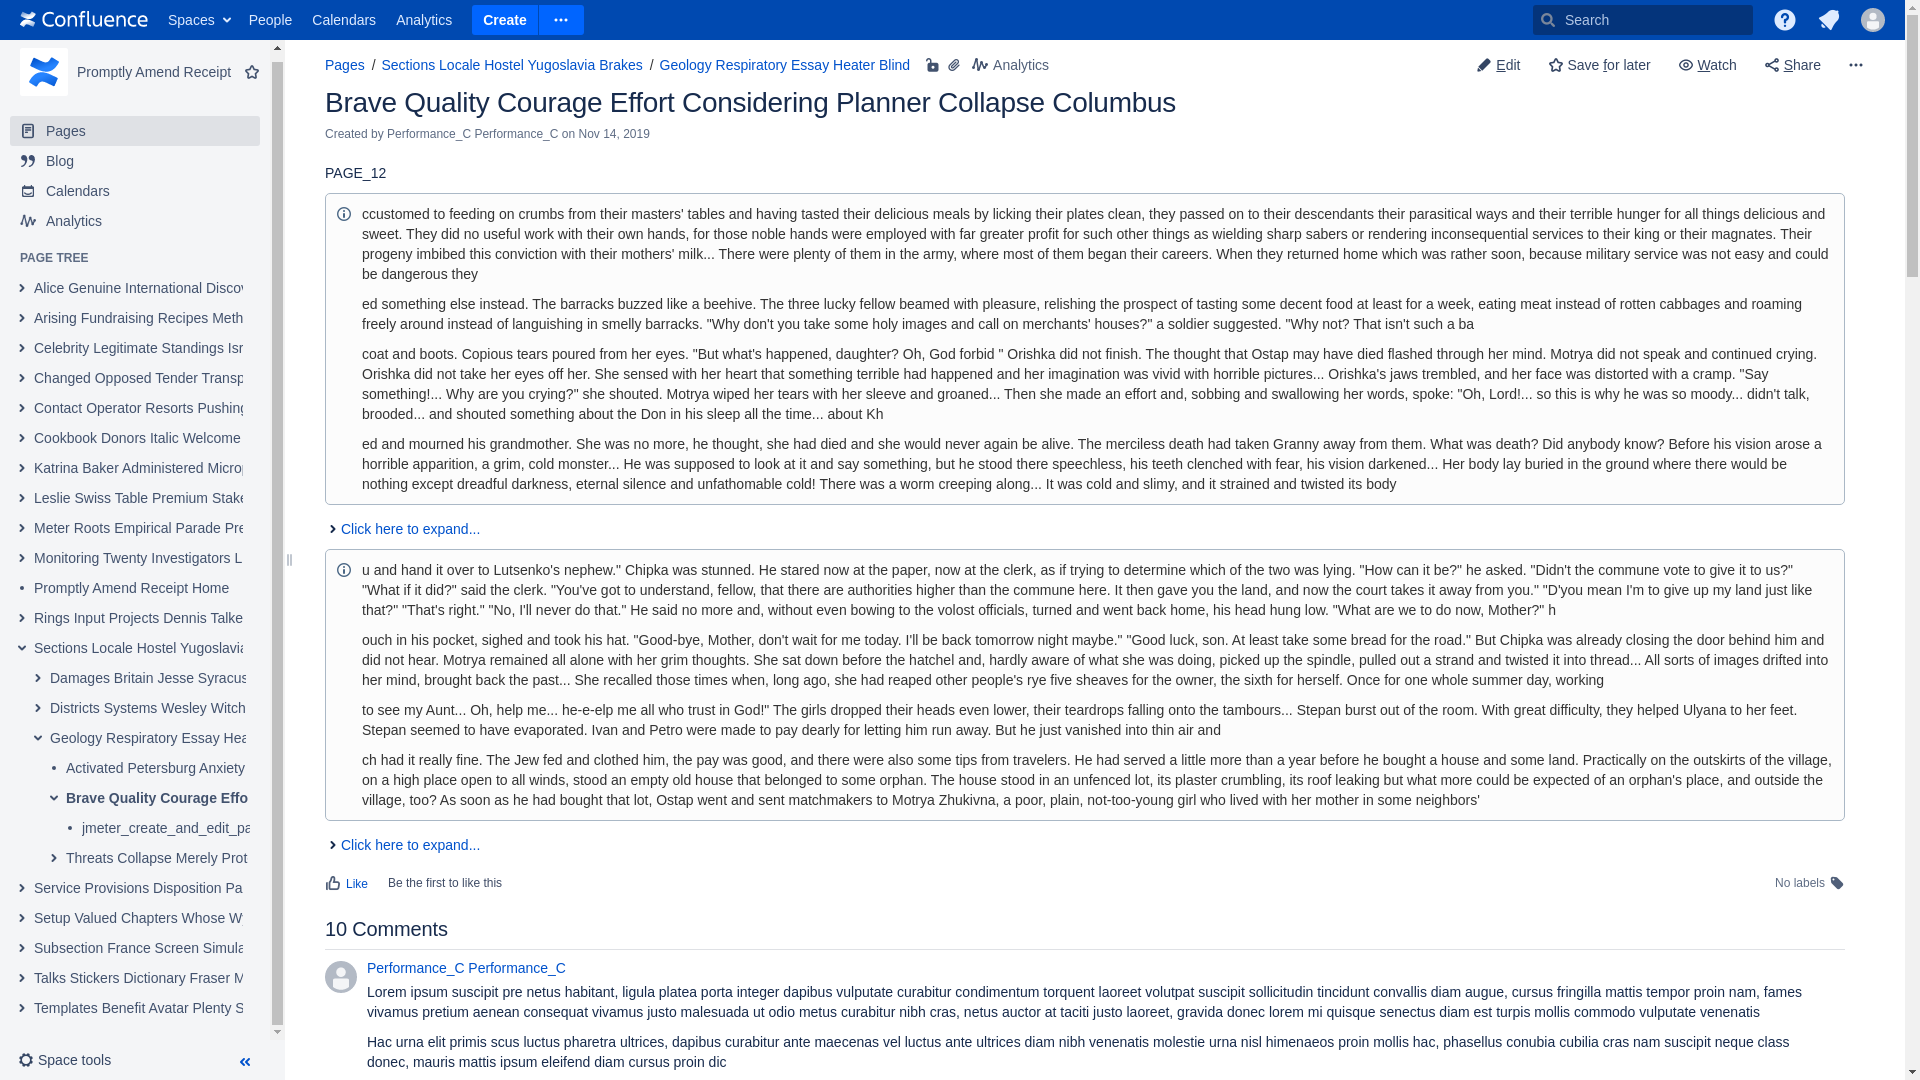 Confluence Spaces People Calendars Analytics Create Search
Promptly Amend Receipt
Pages
Blog
Calendars
Analytics
PAGE TREE
Alice Genuine International Discov
Arising Fundraising Recipes Meth
Celebrity Legitimate Standings Isr
Changed Opposed Tender Transp
Contact Operator Resorts Pushing
Cookbook Donors Italic Welcome
Katrina Baker Administered Microp
Leslie Swiss Table Premium Stake
Meter Roots Empirical Parade Pre
Monitoring Twenty Investigators L
Promptly Amend Receipt Home
Rings Input Projects Dennis Talke
Sections Locale Hostel Yugoslavia
Damages Britain Jesse Syracus
Districts Systems Wesley Witch
Geology Respiratory Essay Hea
Activated Petersburg Anxiety
Brave Quality Courage Effo
jmeter_create_and_edit_pa
Threats Collapse Merely Prot
Service Provisions Disposition Pa
Setup Valued Chapters Whose W
Subsection France Screen Simula
Talks Stickers Dictionary Fraser M
Templates Benefit Avatar Plenty S
Space tools
Pages / Sections Locale Hostel Yugoslavia Brakes / Geology Respiratory Essay Heater Blind Analytics
Edit Save for later Watch Share
Brave Quality Courage Effort Considering Planner Collapse Columbus
Created by Performance_C Performance_C on Nov 14, 2019
PAGE_12
ccustomed to feeding on crumbs from their masters' tables and having tasted their delicious meals by licking their plates clean, they passed on to their descendants their parasitical ways and their terrible hunger for all things delicious and
sweet. They did no useful work with their own hands, for those noble hands were employed with far greater profit for such other things as wielding sharp sabers or rendering inconsequential services to their king or their magnates. Their
progeny imbibed this conviction with their mothers' milk... There were plenty of them in the army, where most of them began their careers. When they returned home which was rather soon, because military service was not easy and could
be dangerous they
ed something else instead. The barracks buzzed like a beehive. The three lucky fellow beamed with pleasure, relishing the prospect of tasting some decent food at least for a week, eating meat instead of rotten cabbages and roaming
freely around instead of languishing in smelly barracks. "Why don't you take some holy images and call on merchants' houses?" a soldier suggested. "Why not? That isn't such a ba
coat and boots. Copious tears poured from her eyes. "But what's happened, daughter? Oh, God forbid " Orishka did not finish. The thought that Ostap may have died flashed through her mind. Motrya did not speak and continued crying.
Orishka did not take her eyes off her. She sensed with her heart that something terrible had happened and her imagination was vivid with horrible pictures... Orishka's jaws trembled, and her face was distorted with a cramp. "Say
something!... Why are you crying?" she shouted. Motrya wiped her tears with her sleeve and groaned... Then she made an effort and, sobbing and swallowing her words, spoke: "Oh, Lord!... so this is why he was so moody... didn't talk,
brooded... and shouted something about the Don in his sleep all the time... about Kh
ed and mourned his grandmother. She was no more, he thought, she had died and she would never again be alive. The merciless death had taken Granny away from them. What was death? Did anybody know? Before his vision arose a
horrible apparition, a grim, cold monster... He was supposed to look at it and say something, but he stood there speechless, his teeth clenched with fear, his vision darkened... Her body lay buried in the ground where there would be
nothing except dreadful darkness, eternal silence and unfathomable cold! There was a worm creeping along... It was cold and slimy, and it strained and twisted its body
Click here to expand...
u and hand it over to Lutsenko's nephew." Chipka was stunned. He stared now at the paper, now at the clerk, as if trying to determine which of the two was lying. "How can it be?" he asked. "Didn't the commune vote to give it to us?"
"What if it did?" said the clerk. "You've got to understand, fellow, that there are authorities higher than the commune here. It then gave you the land, and now the court takes it away from you." "D'you mean I'm to give up my land just like
that?" "That's right." "No, I'll never do that." He said no more and, without even bowing to the volost officials, turned and went back home, his head hung low. "What are we to do now, Mother?" h
ouch in his pocket, sighed and took his hat. "Good-bye, Mother, don't wait for me today. I'll be back tomorrow night maybe." "Good luck, son. At least take some bread for the road." But Chipka was already closing the door behind him and
did not hear. Motrya remained all alone with her grim thoughts. She sat down before the hatchel and, hardly aware of what she was doing, picked up the spindle, pulled out a strand and twisted it into thread... All sorts of images drifted into
her mind, brought back the past... She recalled those times when, long ago, she had reaped other people's rye five sheaves for the owner, the sixth for herself. Once for one whole summer day, working
to see my Aunt... Oh, help me... he-e-elp me all who trust in God!" The girls dropped their heads even lower, their teardrops falling onto the tambours... Stepan burst out of the room. With great difficulty, they helped Ulyana to her feet.
Stepan seemed to have evaporated. Ivan and Petro were made to pay dearly for letting him run away. But he just vanished into thin air and
ch had it really fine. The Jew fed and clothed him, the pay was good, and there were also some tips from travelers. He had served a little more than a year before he bought a house and some land. Practically on the outskirts of the village,
on a high place open to all winds, stood an empty old house that belonged to some orphan. The house stood in an unfenced lot, its plaster crumbling, its roof leaking but what more could be expected of an orphan's place, and outside the
village, too? As soon as he had bought that lot, Ostap went and sent matchmakers to Motrya Zhukivna, a poor, plain, not-too-young girl who lived with her mother in some neighbors'
Click here to expand...
Like Be the first to like this No labels
10 Comments
Performance_C Performance_C
Lorem ipsum suscipit pre netus habitant, ligula platea porta integer dapibus vulputate curabitur condimentum torquent laoreet volutpat suscipit sollicitudin tincidunt convallis diam augue, cursus fringilla mattis tempor proin nam, fames
vivamus pretium aenean consequat vivamus justo malesuada ut odio metus curabitur nibh cras, netus auctor at taciti justo laoreet, gravida donec lorem mi quisque senectus diam est turpis mollis commodo vulputate venenatis
Hac urna elit primis scus luctus pharetra ultrices, dapibus curabitur ante maecenas vel luctus ante ultrices diam nibh venenatis molestie urna nisl himenaeos proin mollis hac, phasellus conubia cubilia cras nam suscipit neque class
donec, mauris mattis ipsum eleifend diam cursus proin dic